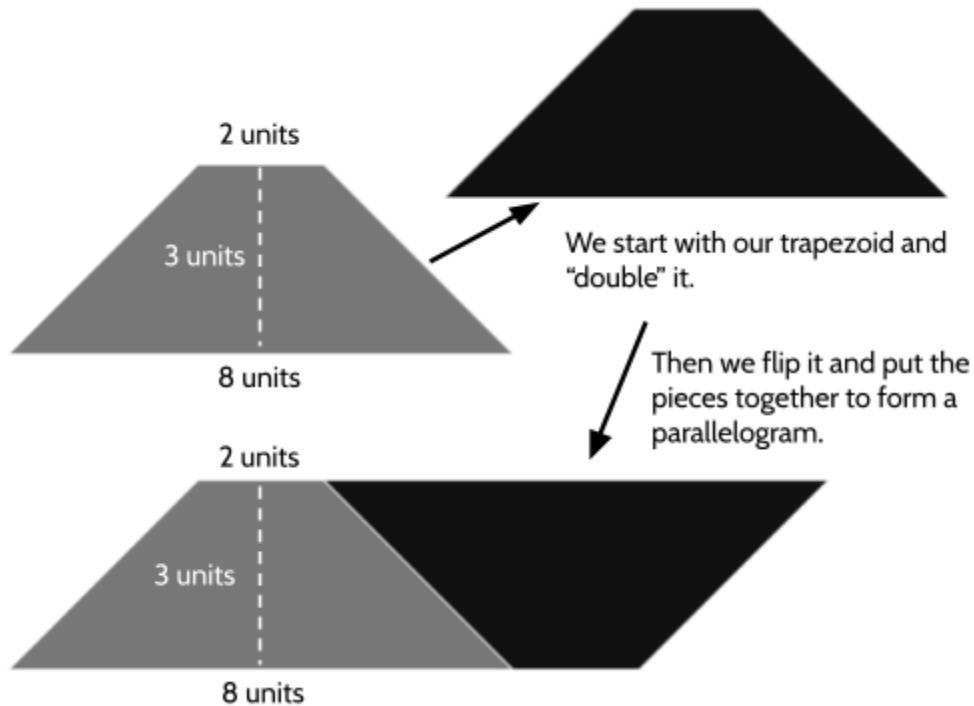 2 units
3 units
8 units
We start with our trapezoid and
“double” it.
Then we flip it and put the
pieces together to form a
parallelogram.
2 units
3 units
8 units